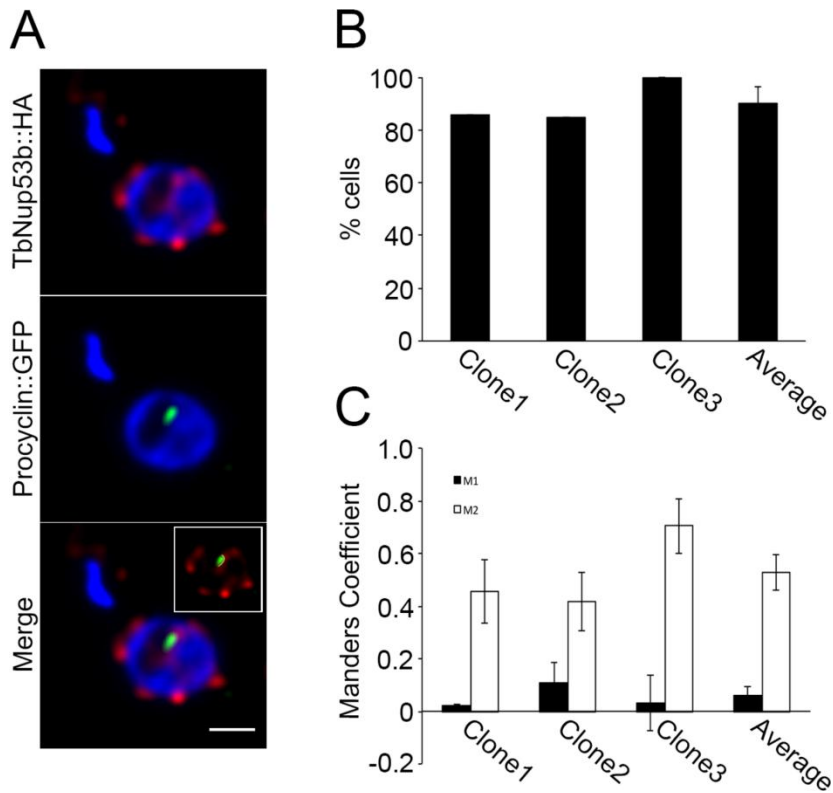 A
TbNup53b::HA
Procyclin::GFP
Merge
B
% cells
100
80
60
40
20
0
Clone1
Clone2
Clone3
Average
C
Manders Coefficient
1.0
0.8
0.6
0.4
0.2
0
-0.2
M1
M2
Clone1
Clone2
Clone3
Average